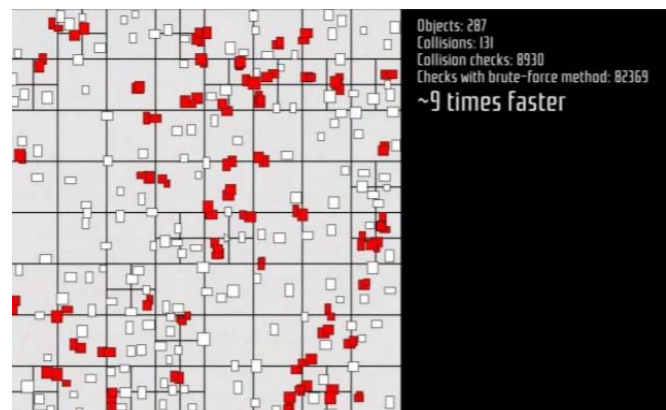 Objects: 287
Collisions: 131
Collision checks: 8930
Checks with brute-force method: 82369
~9 times faster